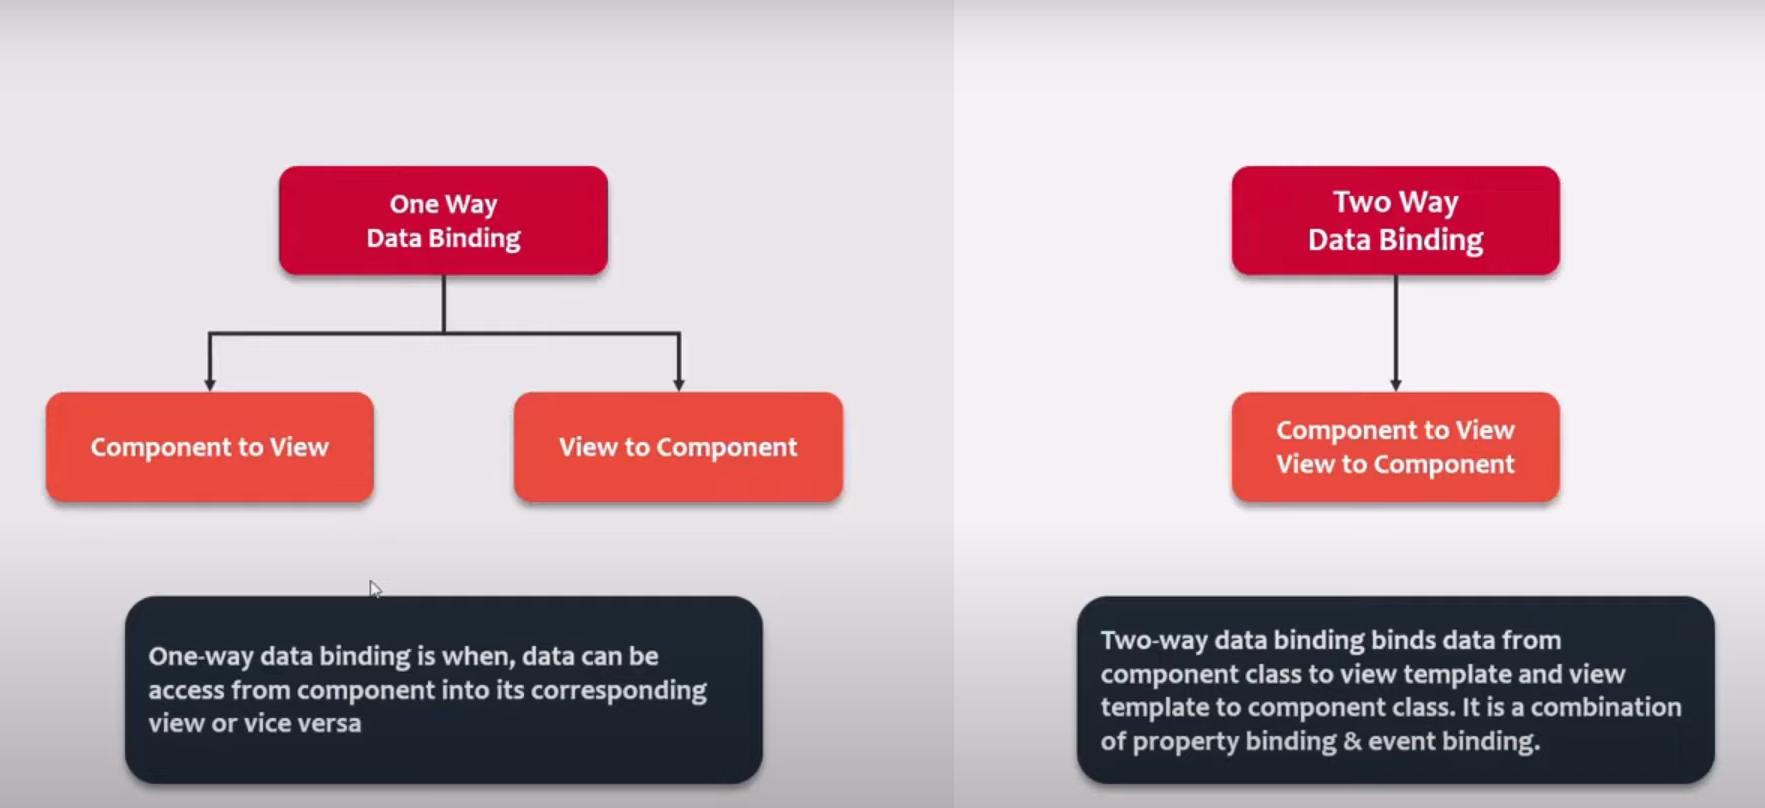 One Way
Data Binding
Component to View
View to Component
One-way data binding is when, data can be
access from component into its corresponding
view or vice versa
Two Way
Data Binding
Component to View
View to Component
Two-way data binding binds data from
component class to view template and view
template to component class. It is a combination
of property binding & event binding.